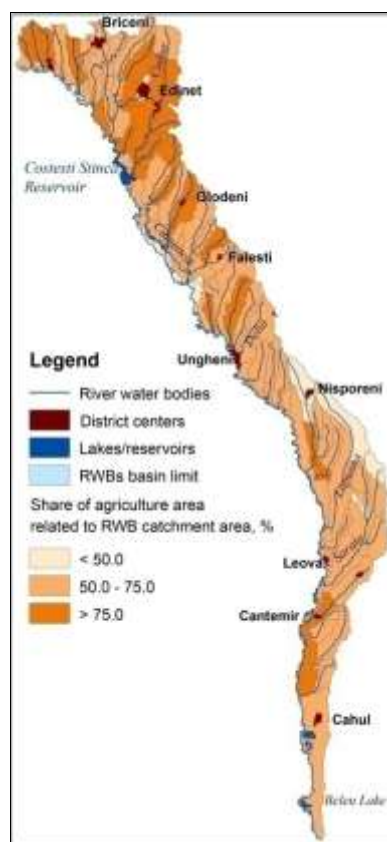 Briceni
Edinet
Costesti Stinca
Reservoir
Glodeni
Falesti
Legend
Ungheni
River water bodies
Nisporeni
District centers
Lakes/reservoirs
RWBs basin limit
Share of agriculture area
related to RWB catchment area, %
< 50.0
Leova
50.0 - 75.0
> 75.0
Cantemir
Cahul
Beleu Lake